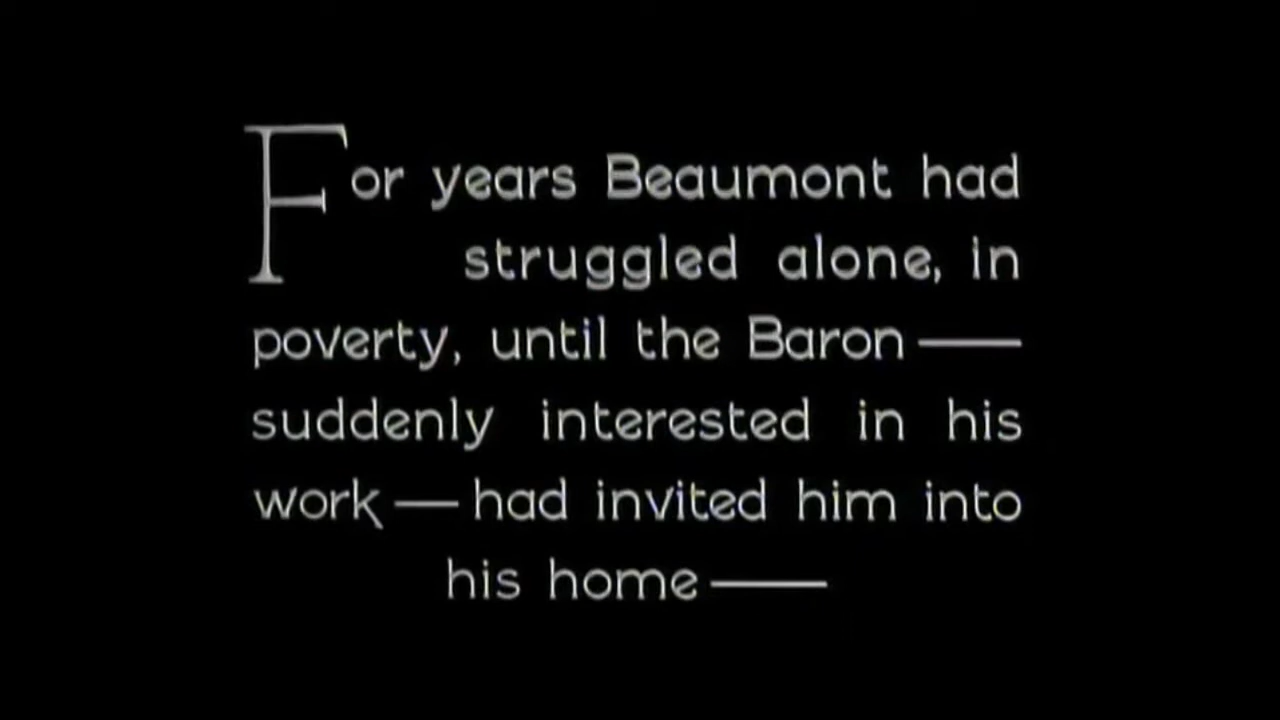 For years Beaumont had
struggled alone, in
poverty, until the Baron —
suddenly interested in his
work — had invited him into
his home —